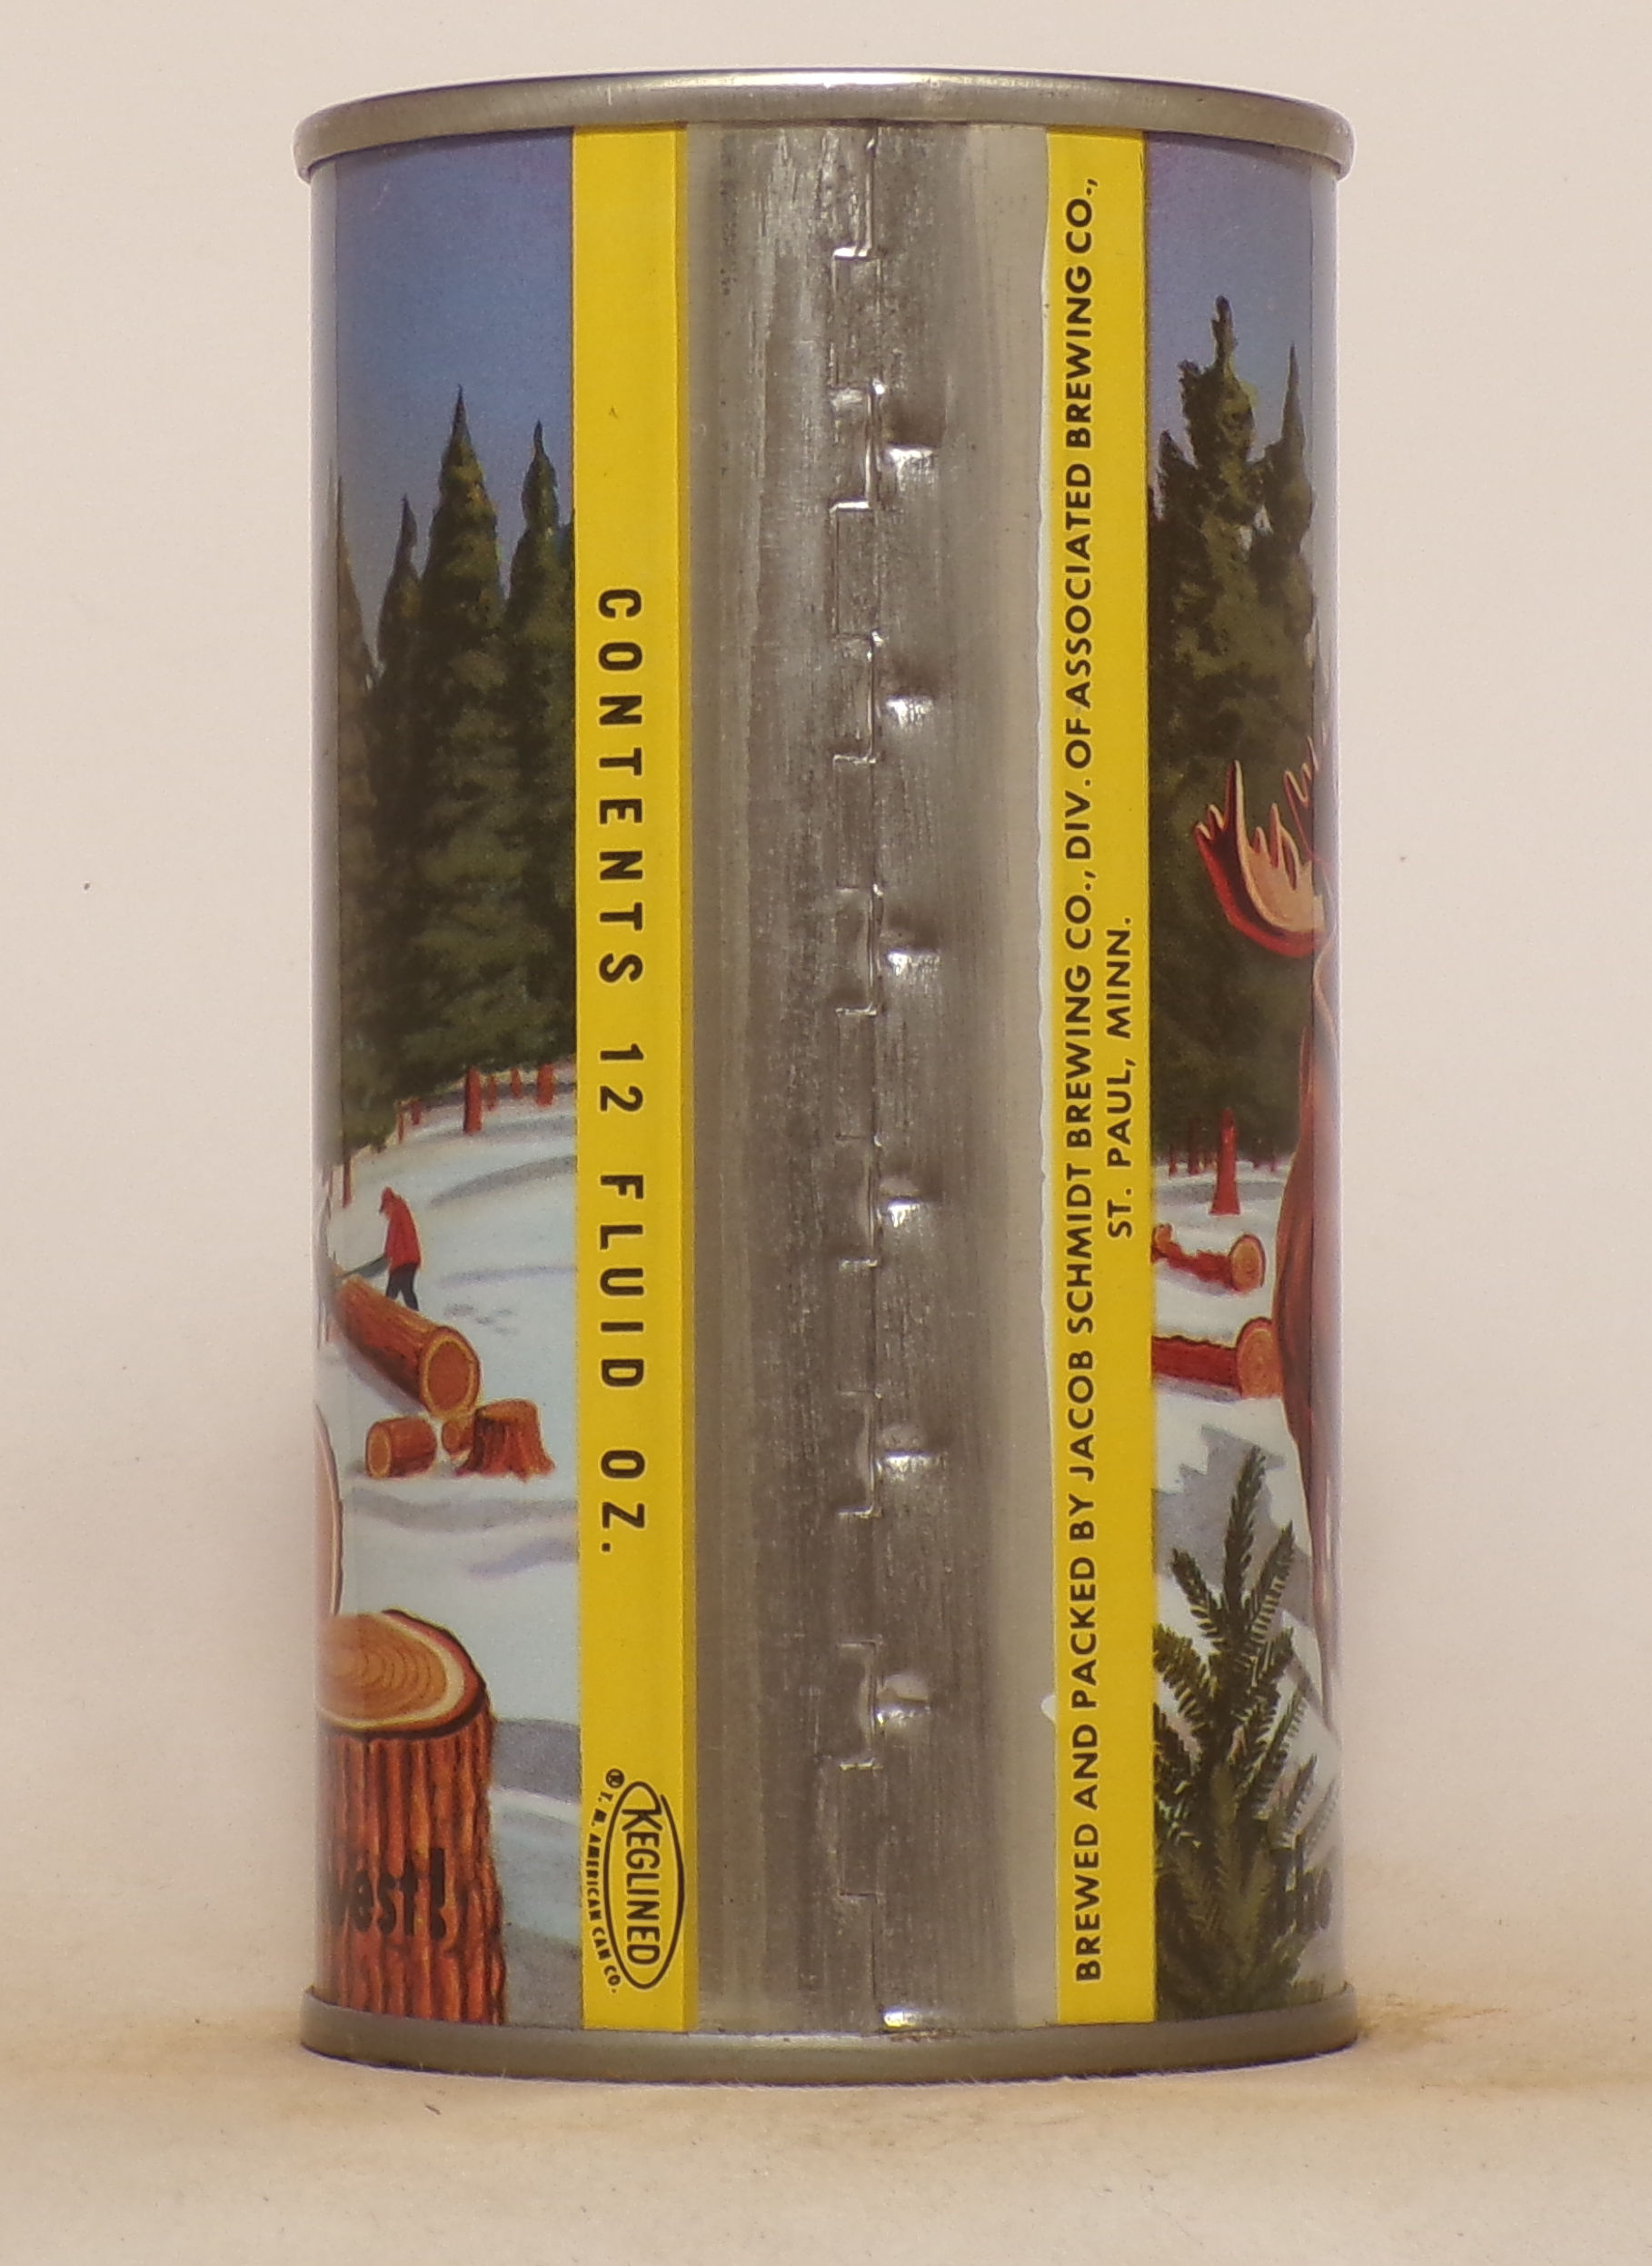 CONTENTS 12 FLUID OZ.
KEGLINED
® T. M. AMERICAN CAN CO.
BREWED AND PACKED BY JACOB SCHMIDT BREWING CO., DIV. OF ASSOCIATED BREWING CO.,
ST. PAUL, MINN.
The